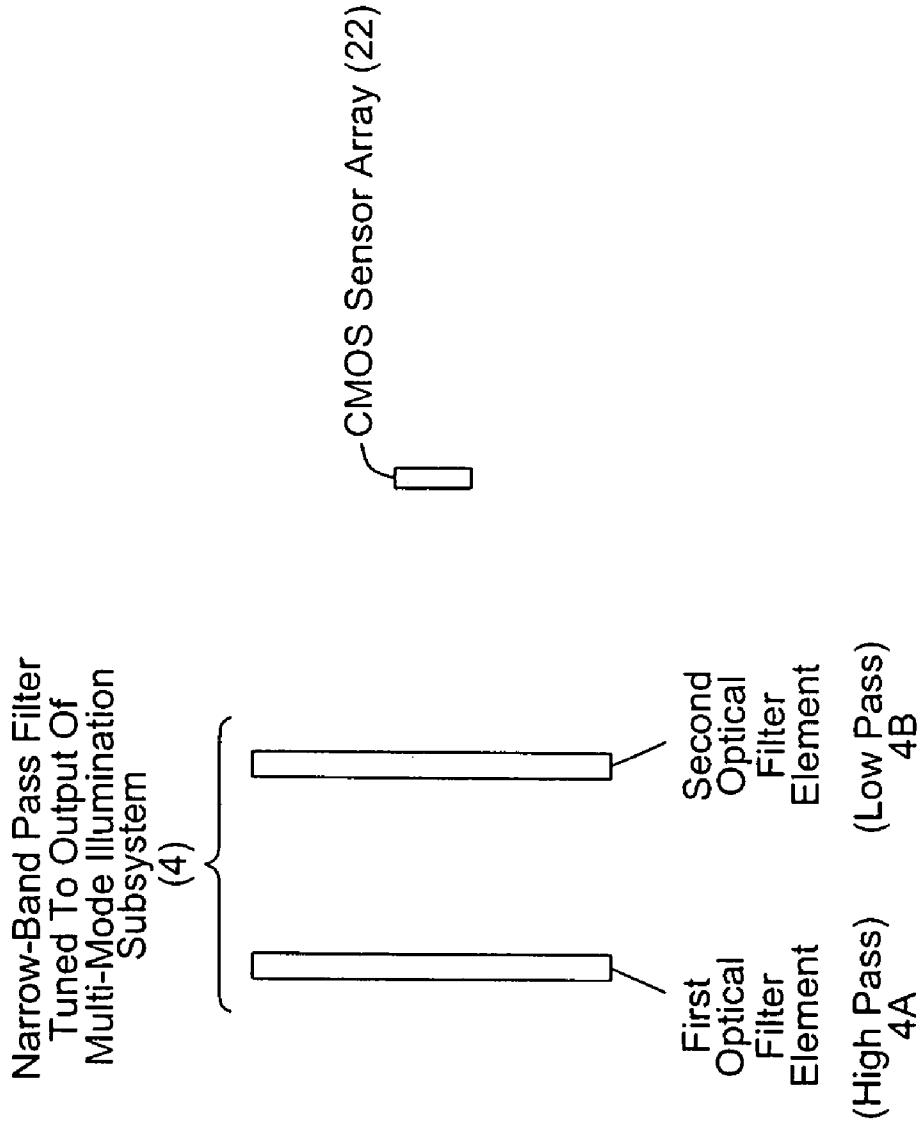 Narrow-Band Pass Filter
Tuned To Output Of
Multi-Mode Illumination
Subsystem
(4)
CMOS Sensor Array (22)
First
Optical
Filter
Element
(High Pass)
4A
Second
Optical
Filter
Element
(Low Pass)
4B